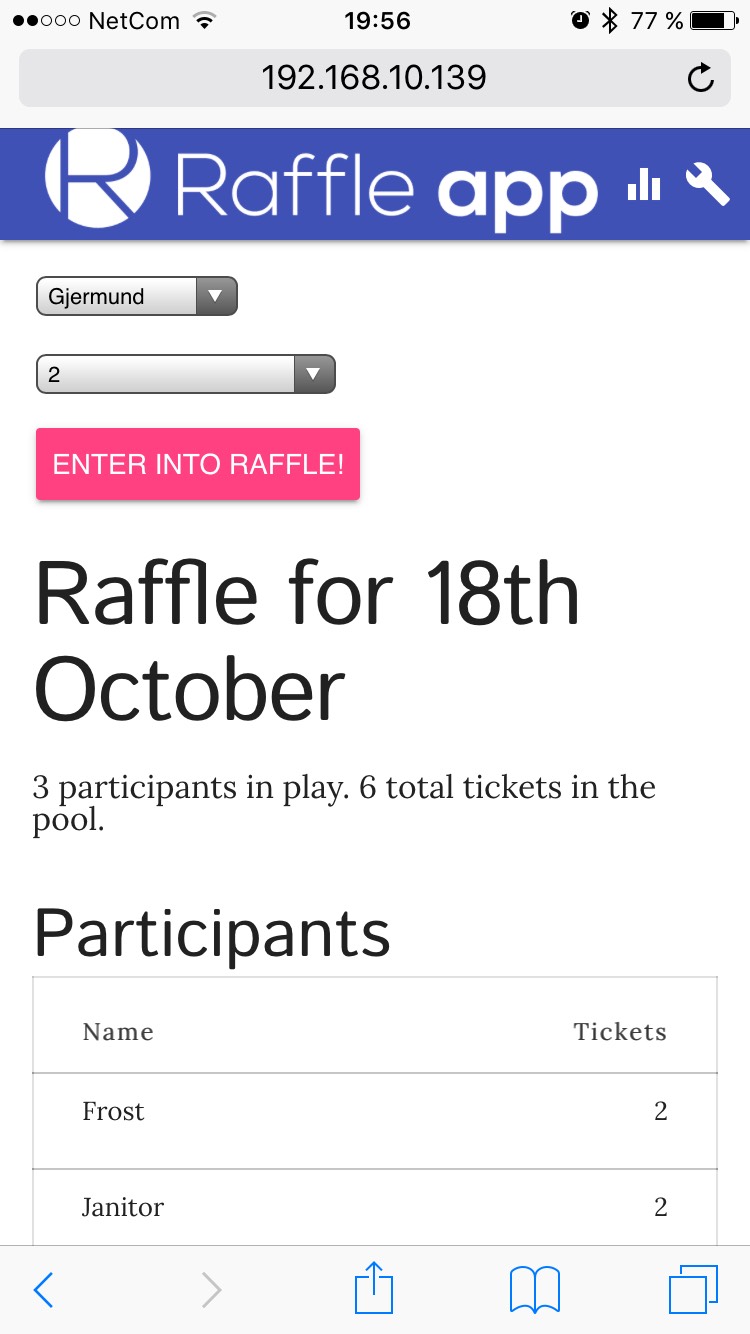 NetCom 19:56 77 %
192.168.10.139
Raffle app
Gjermund
2
ENTER INTO RAFFLE!
Raffle for 18th
October
3 participants in play. 6 total tickets in the
pool.
Participants
Name Tickets
Frost 2
Janitor 2